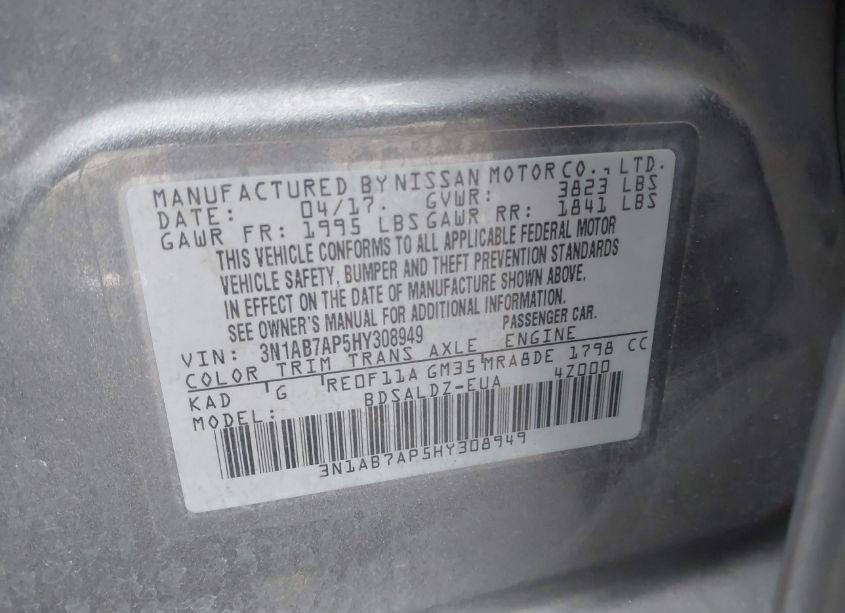 MANUFACTURED BY NISSAN MOTOR CO., LTD.
DATE: 04/17. GVWR: 3823 LBS
GAWR FR: 1995 LBS GAWR RR: 1841 LBS
THIS VEHICLE CONFORMS TO ALL APPLICABLE FEDERAL MOTOR
VEHICLE SAFETY, BUMPER AND THEFT PREVENTION STANDARDS
IN EFFECT ON THE DATE OF MANUFACTURE SHOWN ABOVE.
SEE OWNER'S MANUAL FOR ADDITIONAL INFORMATION.
VIN: 3N1AB7AP5HY308949 PASSENGER CAR.
COLOR TRIM TRANS AXLE ENGINE
KAD G RE0F11A GM35 MRA8DE 1798 CC
MODEL: BDSALDZ-EUA 4Z000
3N1AB7AP5HY308949